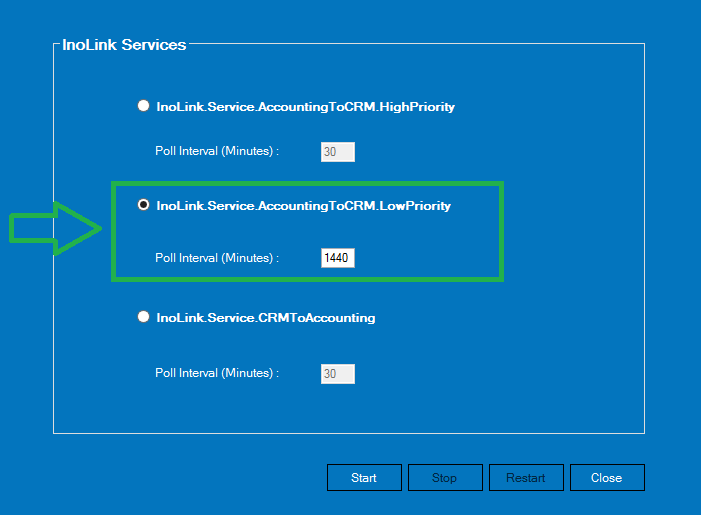 InoLink Services
InoLink.Service.AccountingToCRM.HighPriority
Poll Interval (Minutes) : 30
InoLink.Service.AccountingToCRM.LowPriority
Poll Interval (Minutes) : 1440
InoLink.Service.CRMToAccounting
Poll Interval (Minutes) : 30
Start Stop Restart Close